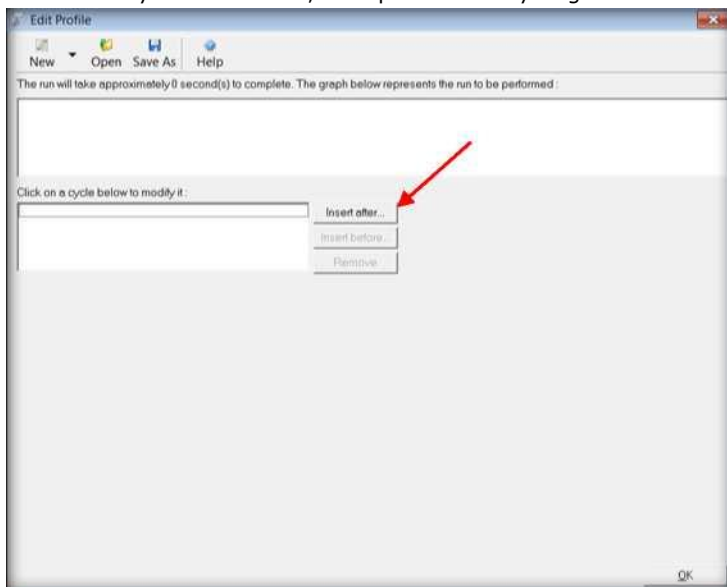 Edit Profile
New Open Save As Help
The run will take approximately 0 second(s) to complete. The graph below represents the run to be performed :
Click on a cycle below to modify it :
Insert after...
Insert before...
Remove
OK